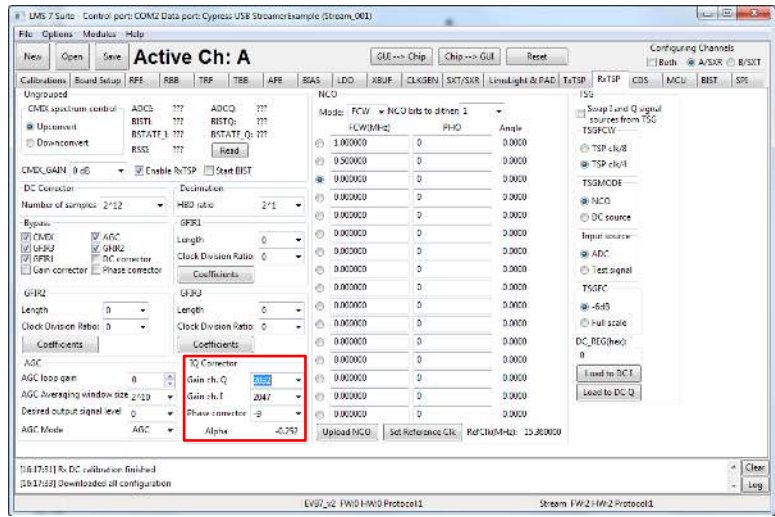 LMS 7 Suite - Control port: COM2 Data port: Cypress USB StreamerExample (Stream_001)
File Options Modules Help
New Open Save Active Ch: A GUI --> Chip Chip --> GUI Reset Configuring Channels
Both A/SXR B/SXT
Calibrations Board Setup RFE RBB TRF TBB AFE BIAS LDO XBUF CLKGEN SXT/SXR LimeLight & PAD TxTSP RxTSP CDS MCU BIST SPI
Ungrouped
CMIX spectrum control
Upconvert
Downconvert
ADCI: ??? ADCQ: ???
BISTI: ??? BISTQ: ???
BSTATE_I: ??? BSTATE_Q: ???
RSSI: ??? Read
CMIX_GAIN 0 dB Enable RxTSP Start BIST
DC Corrector
Number of samples 2^12
Decimation
HBD ratio 2^1
Bypass
CMIX AGC
GFIR3 GFIR2
GFIR1 DC corrector
Gain corrector Phase corrector
GFIR1
Length 0
Clock Division Ratio: 0
Coefficients
GFIR2
Length 0
Clock Division Ratio: 0
Coefficients
GFIR3
Length 0
Clock Division Ratio: 0
Coefficients
AGC
AGC loop gain 0
AGC Averaging window size 2^10
Desired output signal level 0
AGC Mode AGC
IQ Corrector
Gain ch. Q
Gain ch. I 2047
Phase corrector -9
Alpha -0.252
NCO
Mode: FCW NCO bits to dither: 1
FCW(MHz) PHO Angle
1.000000 0 0.0000
0.500000 0 0.0000
0.000000 0 0.0000
0.000000 0 0.0000
0.000000 0 0.0000
0.000000 0 0.0000
0.000000 0 0.0000
0.000000 0 0.0000
0.000000 0 0.0000
0.000000 0 0.0000
0.000000 0 0.0000
0.000000 0 0.0000
0.000000 0 0.0000
0.000000 0 0.0000
0.000000 0 0.0000
0.000000 0 0.0000
Upload NCO Set Reference Clk RefClk(MHz): 15.360000
TSG
Swap I and Q signal
sources from TSG
TSGFCW
TSP clk/8
TSP clk/4
TSGMODE
NCO
DC source
Input source
ADC
Test signal
TSGFC
-6dB
Full scale
DC_REG(hex):
0
Load to DC I
Load to DC Q
[16:17:31] Rx DC calibration finished
[16:17:33] Downloaded all configuration
Clear
Log
EVB7_v2 FW:0 HW:0 Protocol:1 Stream FW:2 HW:2 Protocol:1